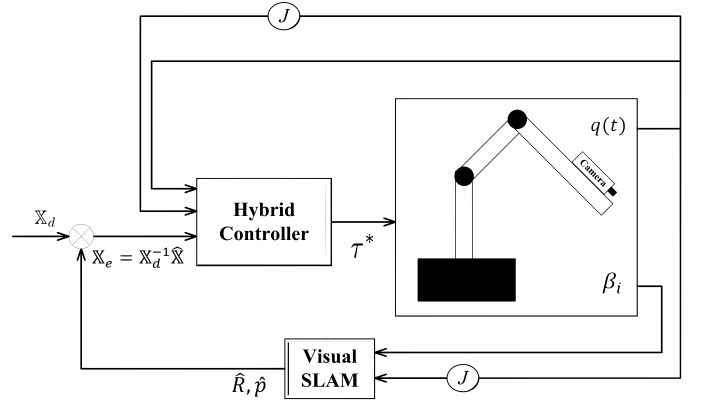 J
q(t)
Camera
Hybrid
Controller
𝕏_d
𝕏_e = 𝕏_d^{-1}𝕏̂
τ*
β_i
Visual
SLAM
R̂, p̂
J